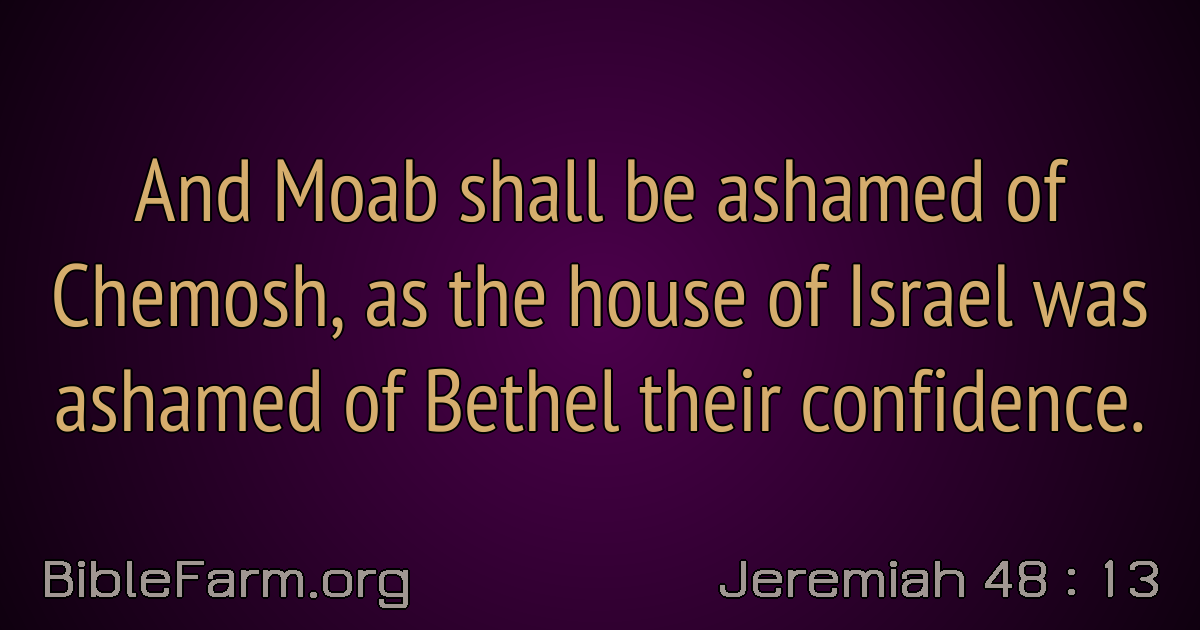 And Moab shall be ashamed of
Chemosh, as the house of Israel was
ashamed of Bethel their confidence.
BibleFarm.org
Jeremiah 48 : 13